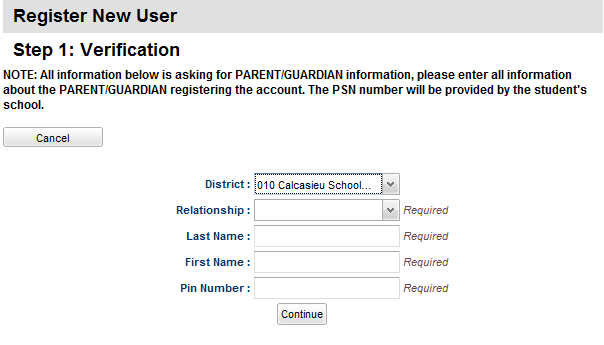 Register New User
Step 1: Verification
NOTE: All information below is asking for PARENT/GUARDIAN information, please enter all information
about the PARENT/GUARDIAN registering the account. The PSN number will be provided by the student's
school.
Cancel
District : 010 Calcasieu School...
Relationship : Required
Last Name : Required
First Name : Required
Pin Number : Required
Continue